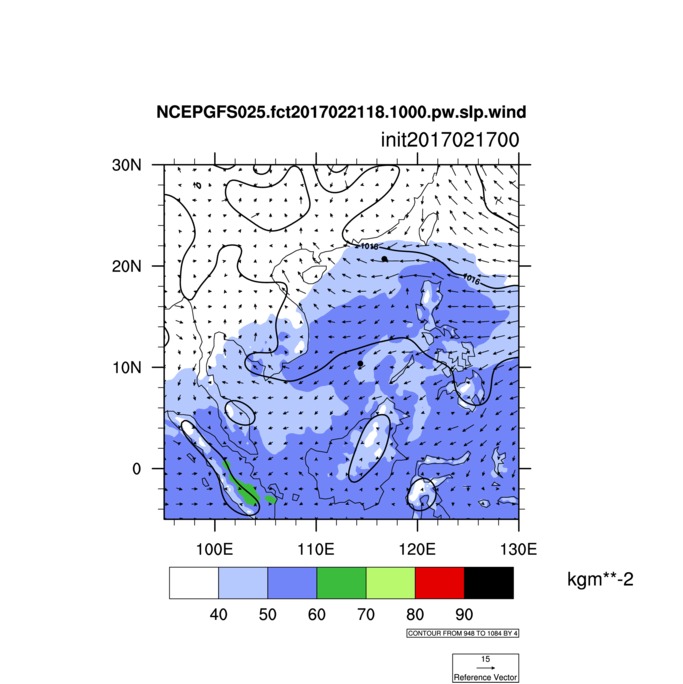 NCEPGFS025.fct2017022118.1000.pw.slp.wind
init2017021700
30N
1016
20N
1016
10N
0
100E 110E 120E 130E
kgm**-2
40 50 60 70 80 90
CONTOUR FROM 948 TO 1084 BY 4
15
Reference Vector